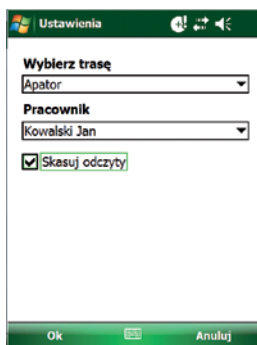 Ustawienia
Wybierz trasę
Apator
Pracownik
Kowalski Jan
Skasuj odczyty
Ok
Anuluj